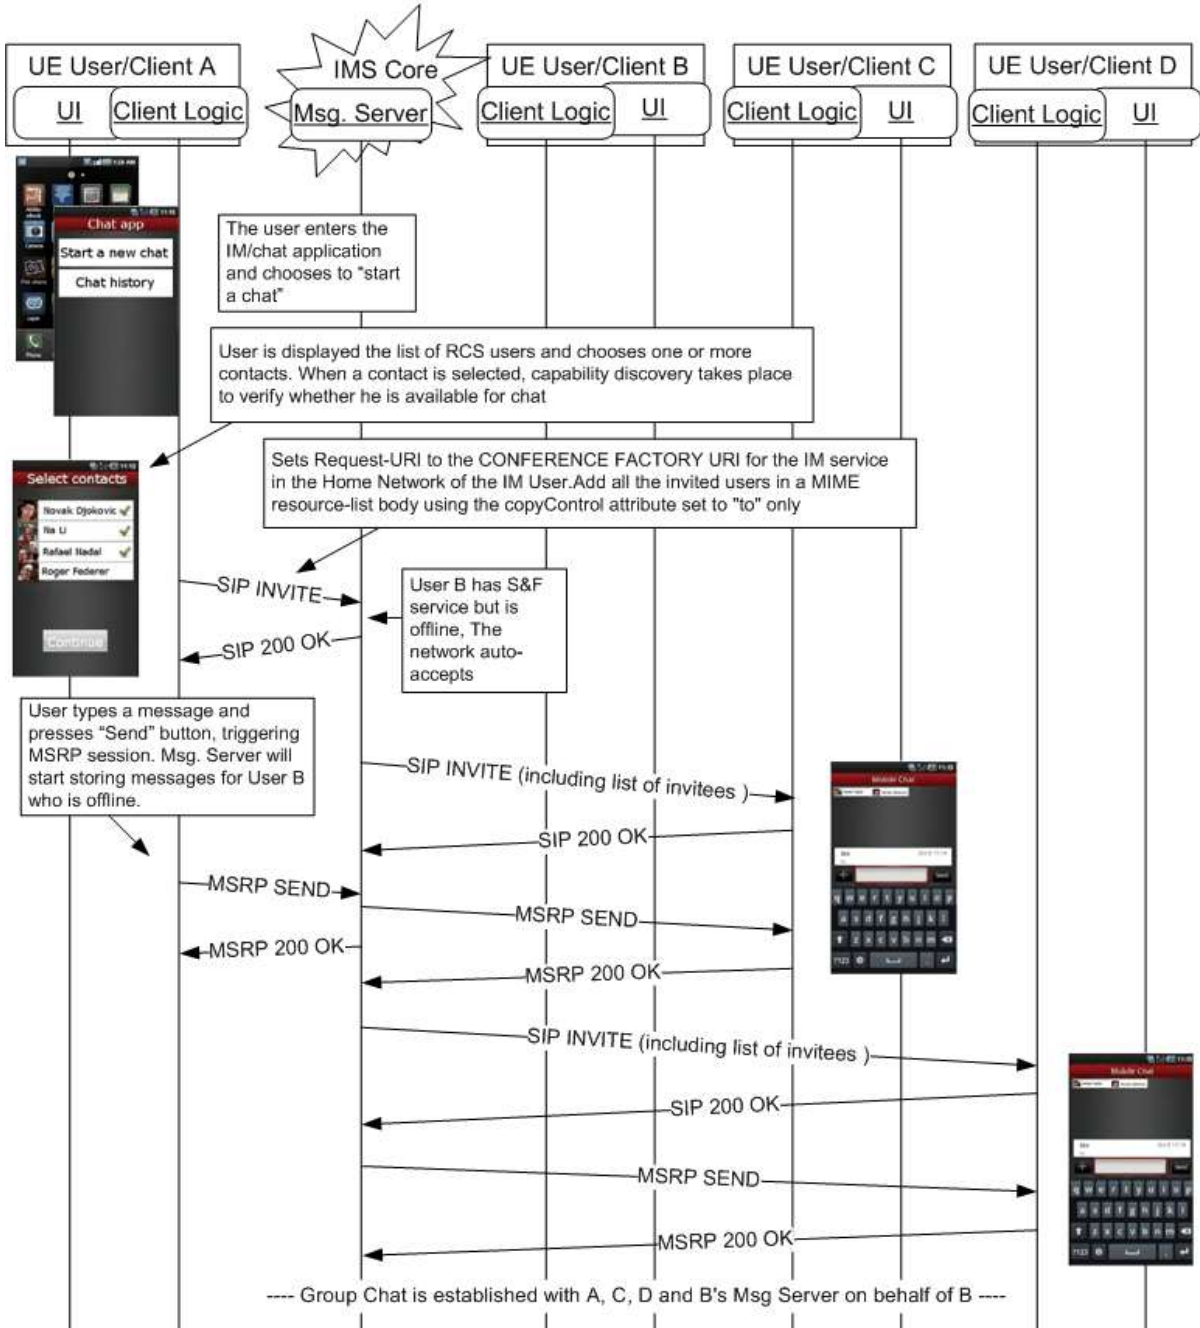 UE User/Client A
IMS Core
UE User/Client B
UE User/Client C
UE User/Client D
UI
Client Logic
Msg. Server
Client Logic
UI
Client Logic
UI
Client Logic
UI
Chat app
Start a new chat
Chat history
Phone
The user enters the
IM/chat application
and chooses to "start
a chat"
User is displayed the list of RCS users and chooses one or more
contacts. When a contact is selected, capability discovery takes place
to verify whether he is available for chat
Sets Request-URI to the CONFERENCE FACTORY URI for the IM service
in the Home Network of the IM User.Add all the invited users in a MIME
resource-list body using the copyControl attribute set to "to" only
Select contacts
Novak Djokovic
Na Li
Rafael Nadal
Roger Federer
Continue
SIP INVITE
User B has S&F
service but is
offline, The
network auto-
accepts
SIP 200 OK
User types a message and
presses “Send” button, triggering
MSRP session. Msg. Server will
start storing messages for User B
who is offline.
SIP INVITE (including list of invitees )
Mobile Chat
SIP 200 OK
MSRP SEND
MSRP SEND
MSRP 200 OK
MSRP 200 OK
SIP INVITE (including list of invitees )
Mobile Chat
SIP 200 OK
MSRP SEND
MSRP 200 OK
---- Group Chat is established with A, C, D and B's Msg Server on behalf of B ----